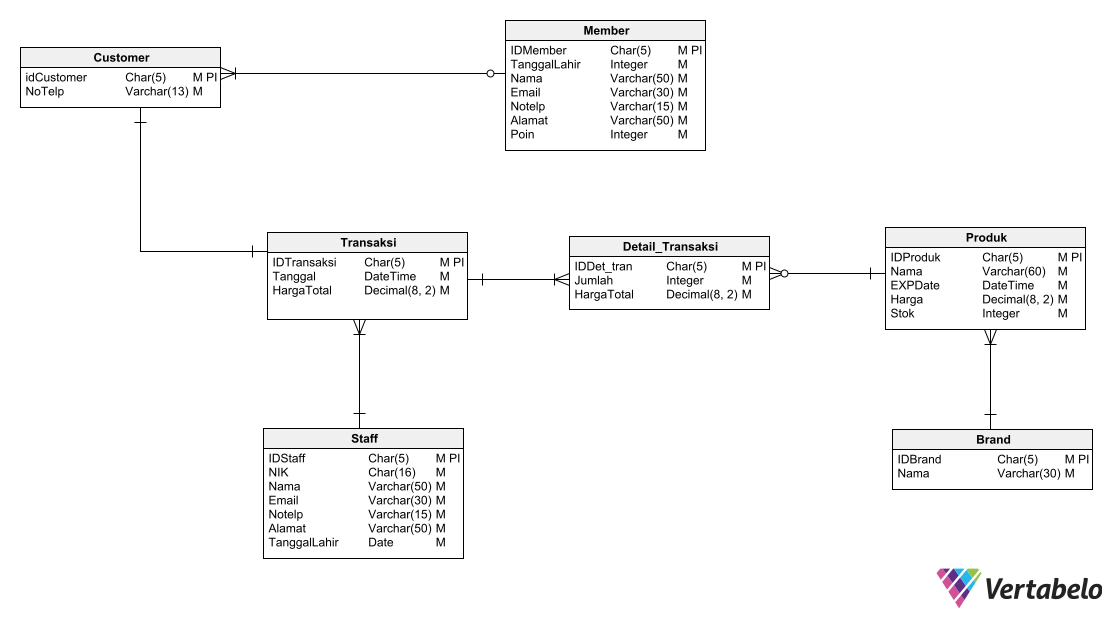 Customer
idCustomer Char(5) M PI
NoTelp Varchar(13) M
Member
IDMember Char(5) M PI
TanggalLahir Integer M
Nama Varchar(50) M
Email Varchar(30) M
Notelp Varchar(15) M
Alamat Varchar(50) M
Poin Integer M
Transaksi
IDTransaksi Char(5) M PI
Tanggal DateTime M
HargaTotal Decimal(8, 2) M
Detail_Transaksi
IDDet_tran Char(5) M PI
Jumlah Integer M
HargaTotal Decimal(8, 2) M
Produk
IDProduk Char(5) M PI
Nama Varchar(60) M
EXPDate DateTime M
Harga Decimal(8, 2) M
Stok Integer M
Staff
IDStaff Char(5) M PI
NIK Char(16) M
Nama Varchar(50) M
Email Varchar(30) M
Notelp Varchar(15) M
Alamat Varchar(50) M
TanggalLahir Date M
Brand
IDBrand Char(5) M PI
Nama Varchar(30) M
Vertabelo